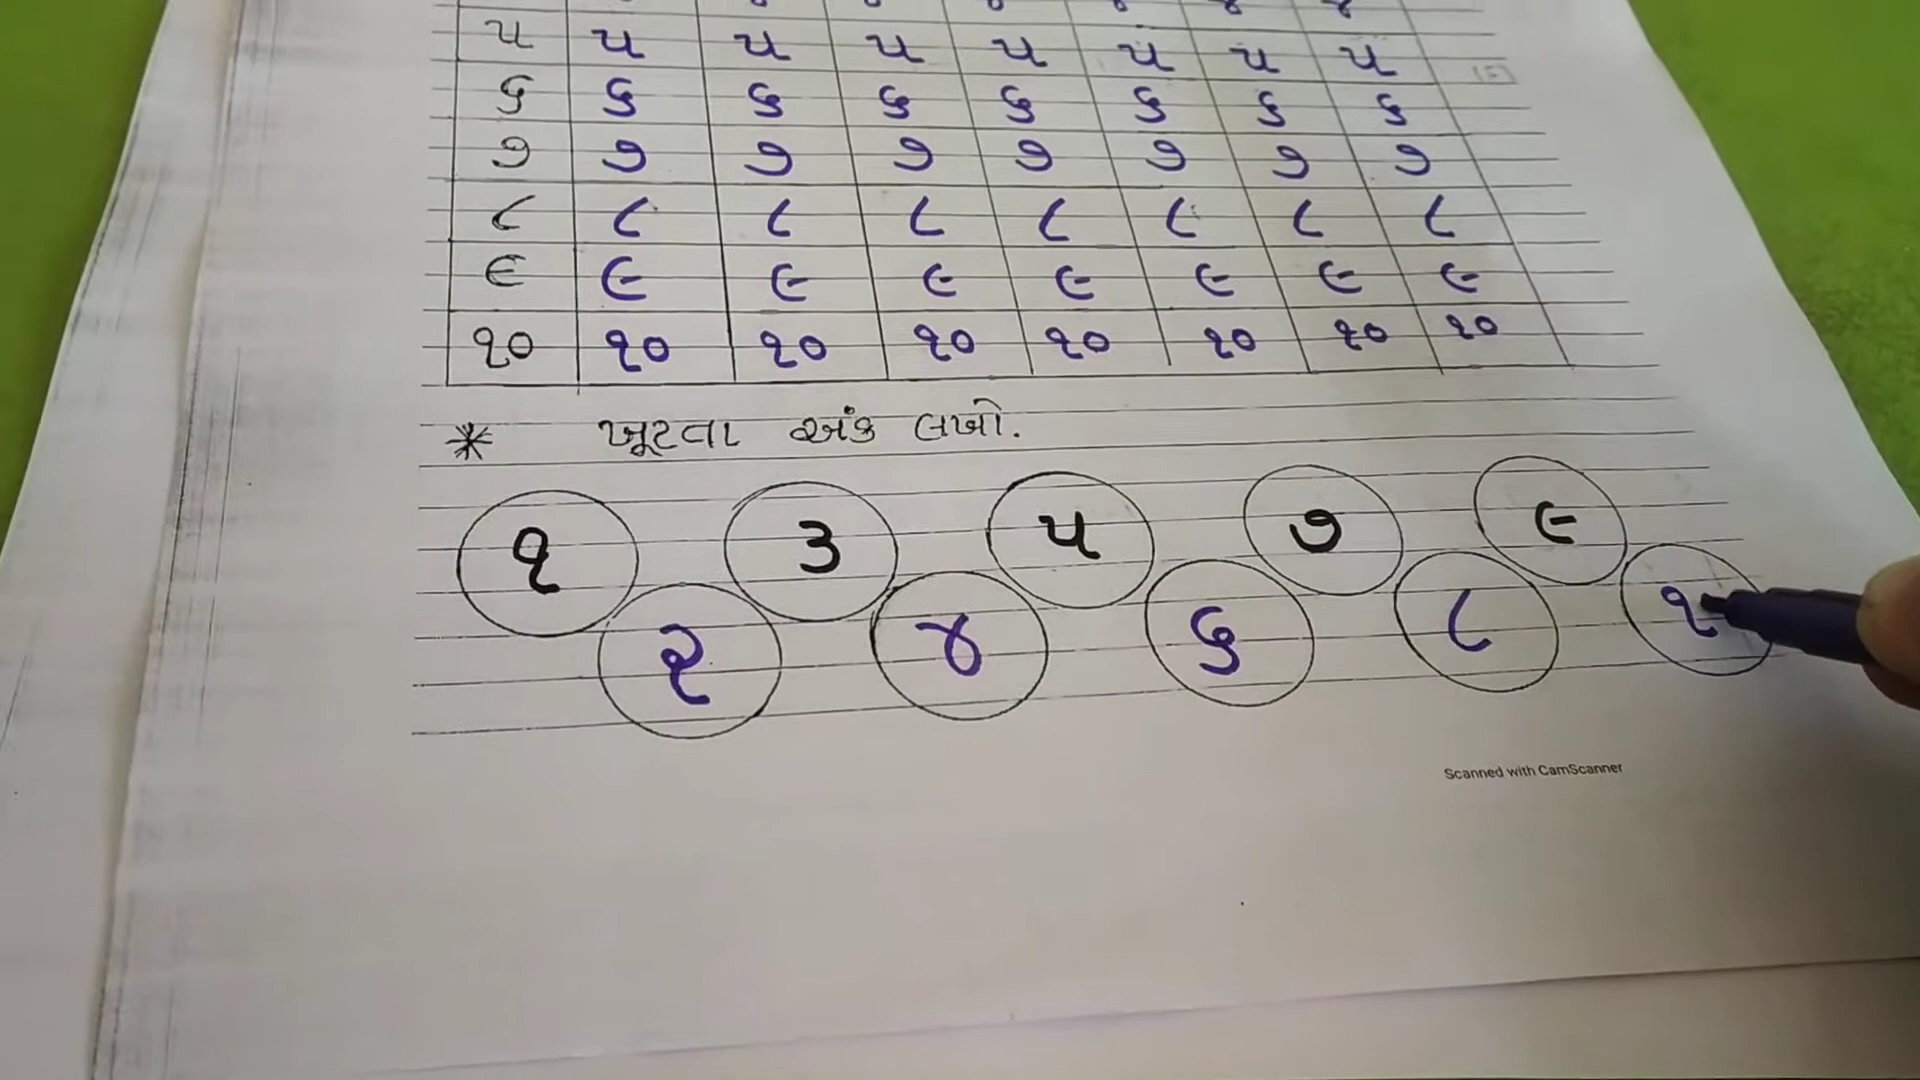 ૫ ૫ ૫ ૫ ૫ ૫ ૫ ૫
૬ ૬ ૬ ૬ ૬ ૬ ૬ ૬
૭ ૭ ૭ ૭ ૭ ૭ ૭ ૭
૮ ૮ ૮ ૮ ૮ ૮ ૮ ૮
૯ ૯ ૯ ૯ ૯ ૯ ૯ ૯
૧૦ ૧૦ ૧૦ ૧૦ ૧૦ ૧૦ ૧૦ ૧૦
* ખૂટતા અંક લખો.
૧ ૩ ૫ ૭ ૯
૨ ૪ ૬ ૮ ૧
Scanned with CamScanner